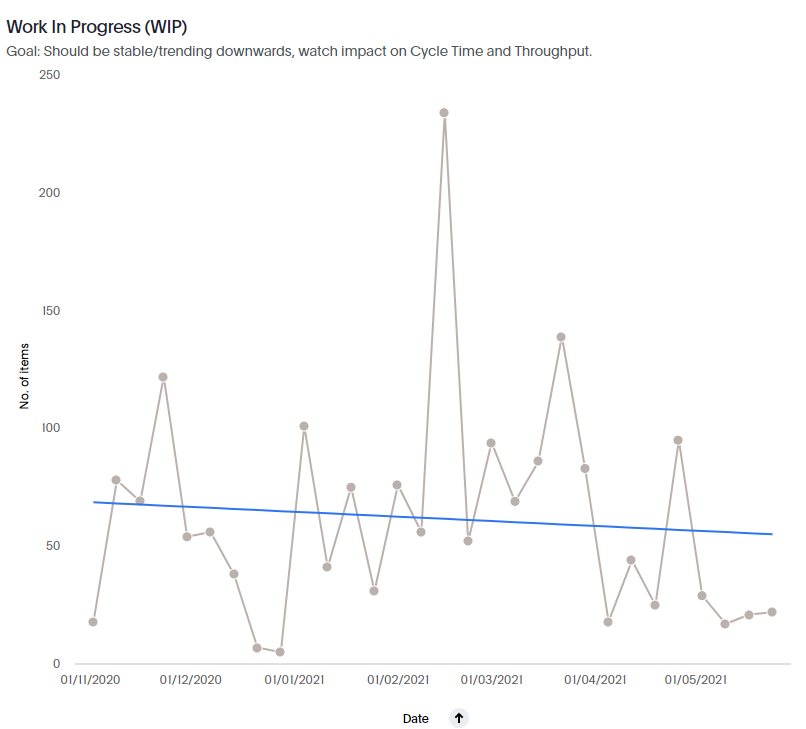 Work In Progress (WIP)
Goal: Should be stable/trending downwards, watch impact on Cycle Time and Throughput.
250
200
150
100
50
0
No. of items
01/11/2020 01/12/2020 01/01/2021 01/02/2021 01/03/2021 01/04/2021 01/05/2021
Date